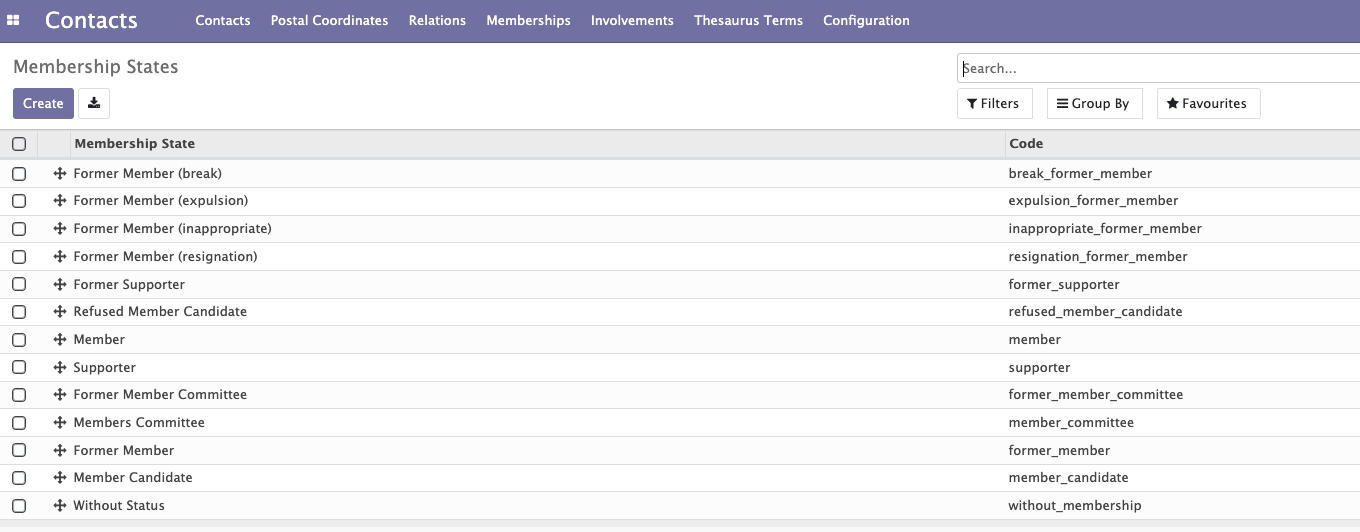 Contacts Contacts Postal Coordinates Relations Memberships Involvements Thesaurus Terms Configuration
Membership States Search...
Create Filters Group By Favourites
Membership State Code
Former Member (break) break_former_member
Former Member (expulsion) expulsion_former_member
Former Member (inappropriate) inappropriate_former_member
Former Member (resignation) resignation_former_member
Former Supporter former_supporter
Refused Member Candidate refused_member_candidate
Member member
Supporter supporter
Former Member Committee former_member_committee
Members Committee member_committee
Former Member former_member
Member Candidate member_candidate
Without Status without_membership